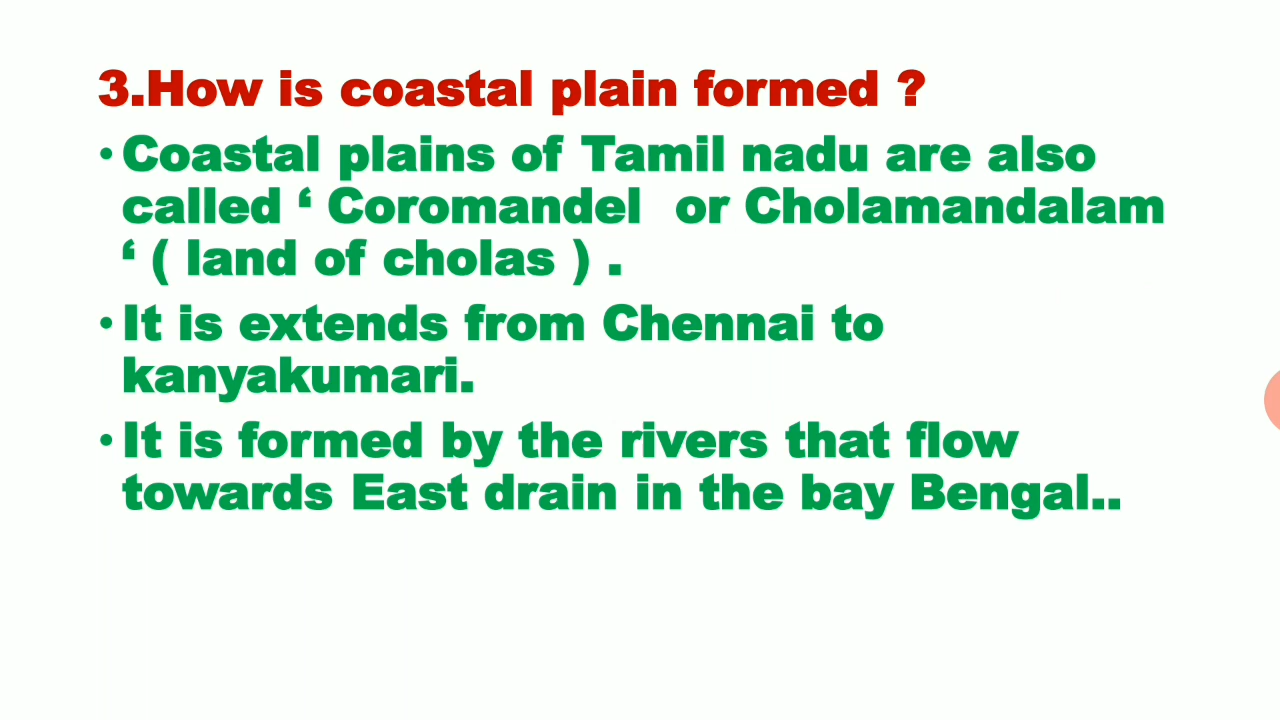 3.How is coastal plain formed ?
• Coastal plains of Tamil nadu are also
called ‘ Coromandel or Cholamandalam
‘ ( land of cholas ) .
• It is extends from Chennai to
kanyakumari.
• It is formed by the rivers that flow
towards East drain in the bay Bengal..